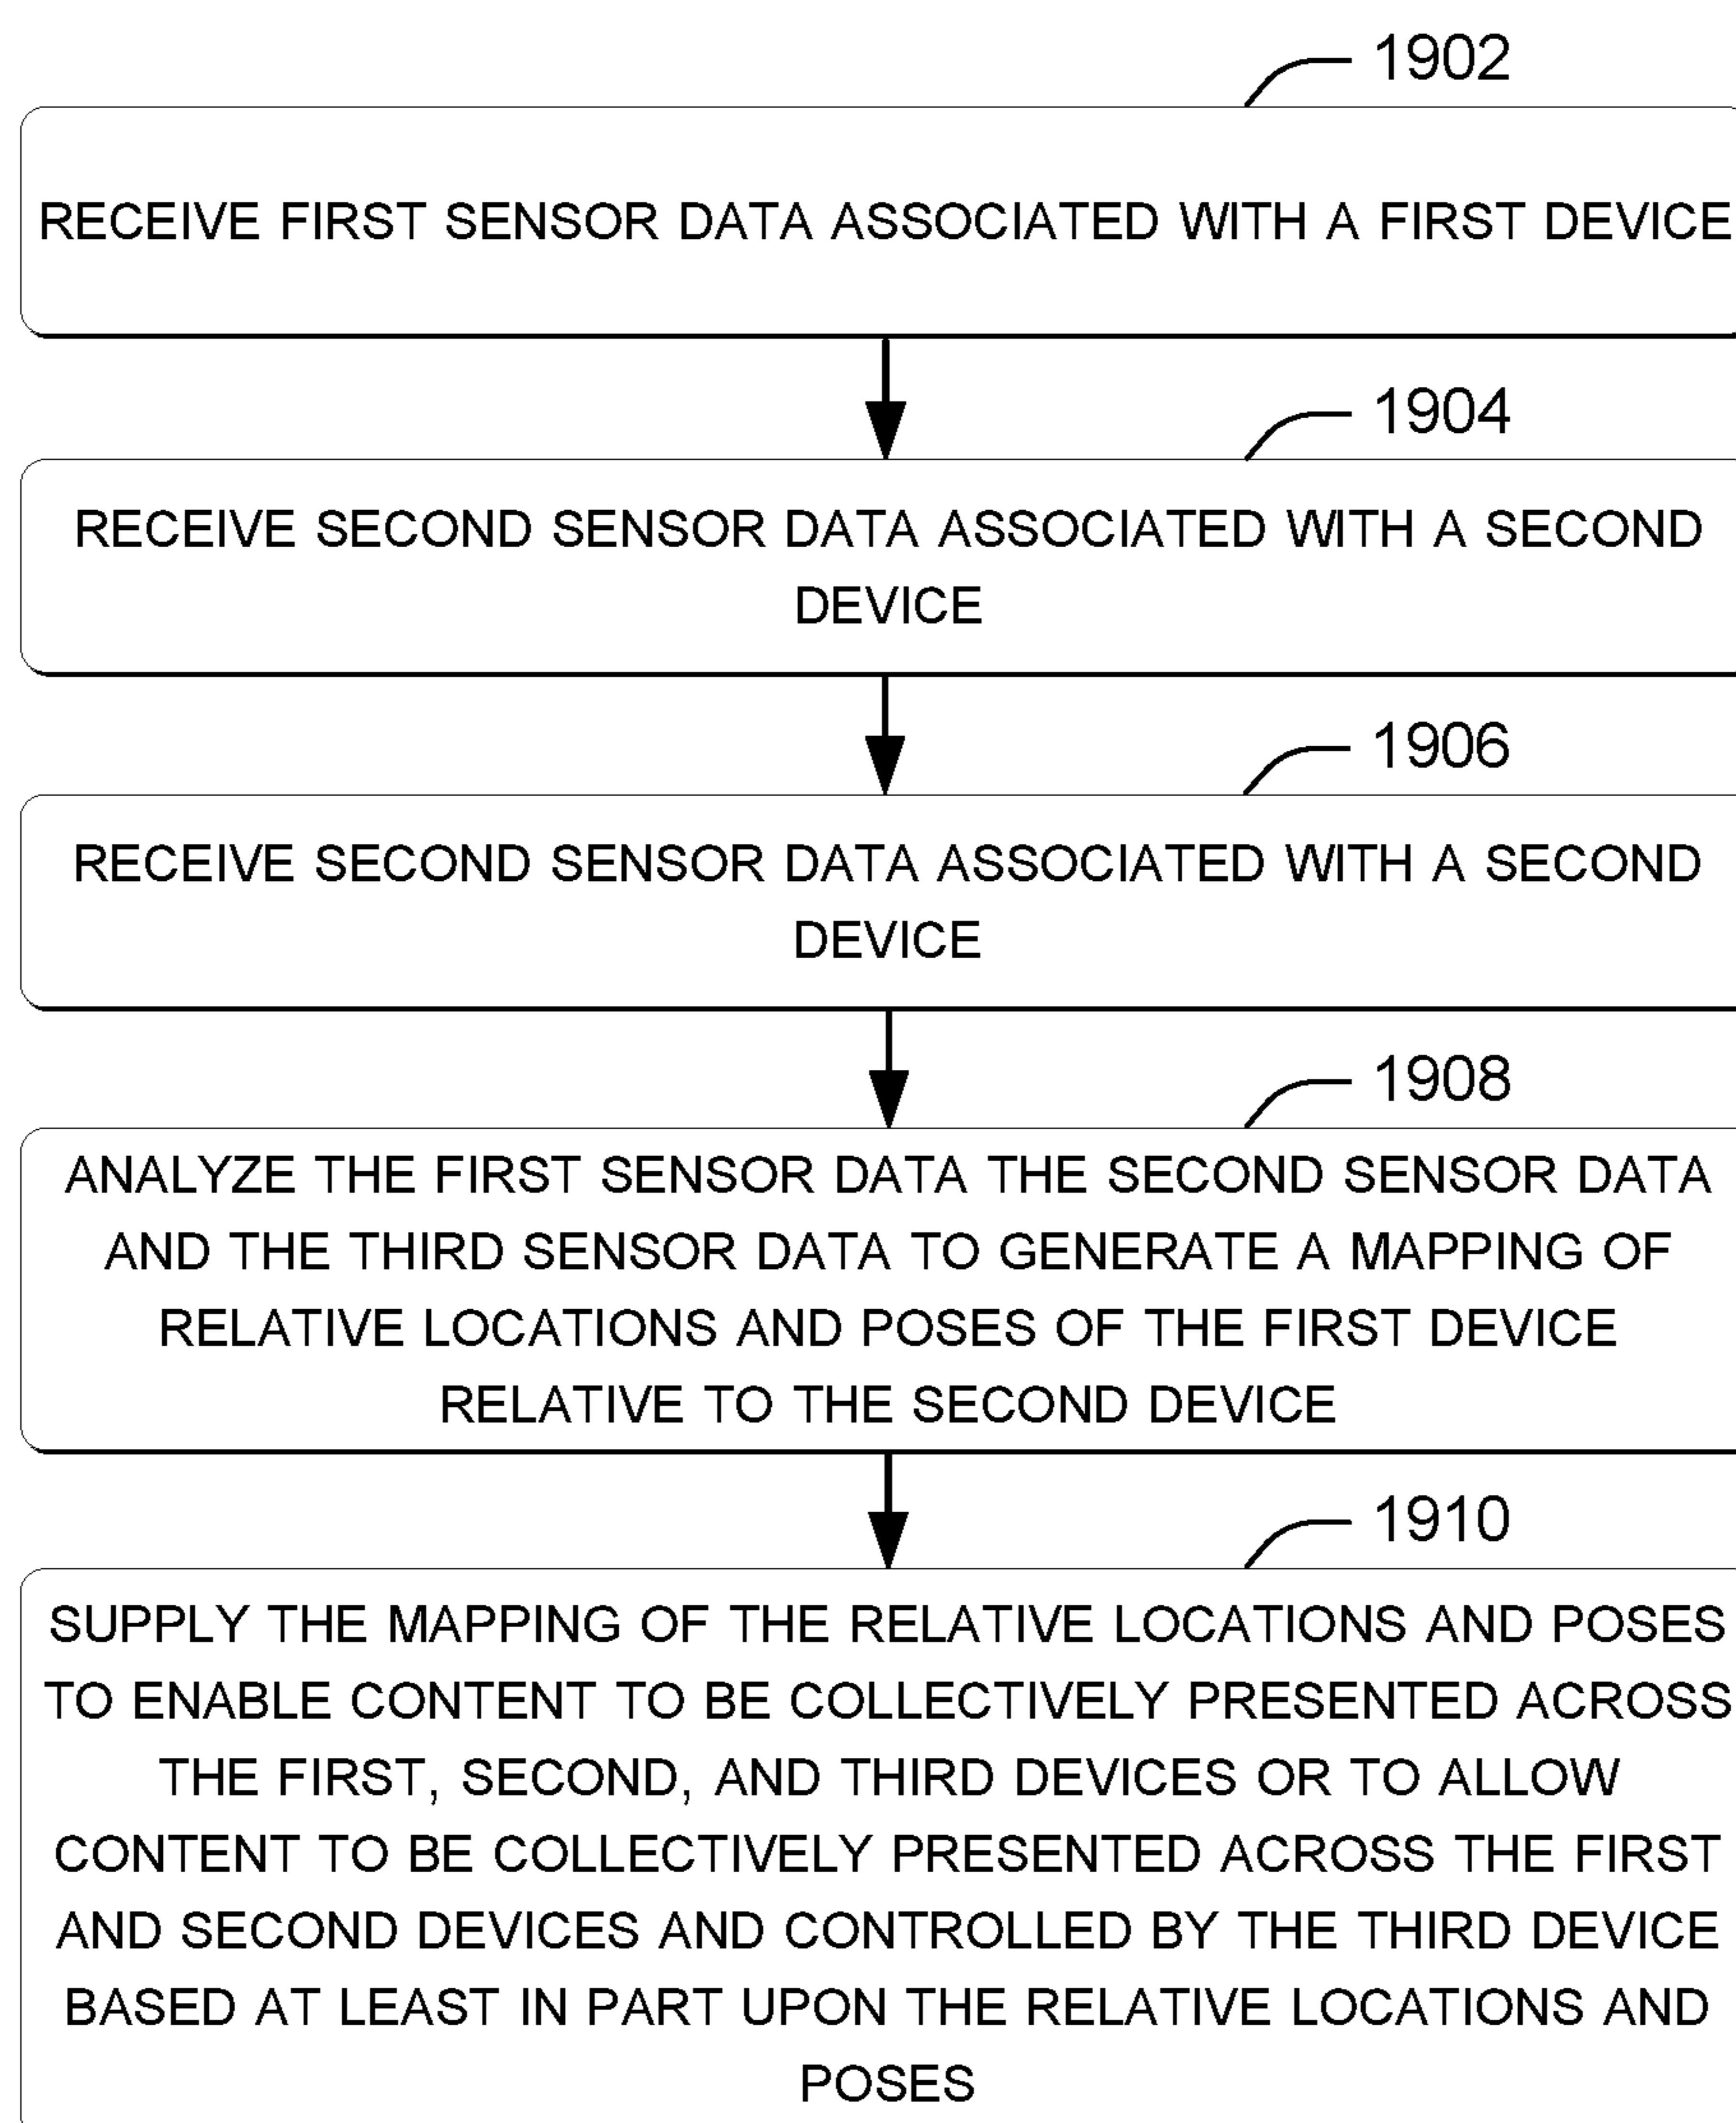 1902
RECEIVE FIRST SENSOR DATA ASSOCIATED WITH A FIRST DEVICE
1904
RECEIVE SECOND SENSOR DATA ASSOCIATED WITH A SECOND
DEVICE
1906
RECEIVE SECOND SENSOR DATA ASSOCIATED WITH A SECOND
DEVICE
1908
ANALYZE THE FIRST SENSOR DATA THE SECOND SENSOR DATA
AND THE THIRD SENSOR DATA TO GENERATE A MAPPING OF
RELATIVE LOCATIONS AND POSES OF THE FIRST DEVICE
RELATIVE TO THE SECOND DEVICE
1910
SUPPLY THE MAPPING OF THE RELATIVE LOCATIONS AND POSES
TO ENABLE CONTENT TO BE COLLECTIVELY PRESENTED ACROSS
THE FIRST, SECOND, AND THIRD DEVICES OR TO ALLOW
CONTENT TO BE COLLECTIVELY PRESENTED ACROSS THE FIRST
AND SECOND DEVICES AND CONTROLLED BY THE THIRD DEVICE
BASED AT LEAST IN PART UPON THE RELATIVE LOCATIONS AND
POSES